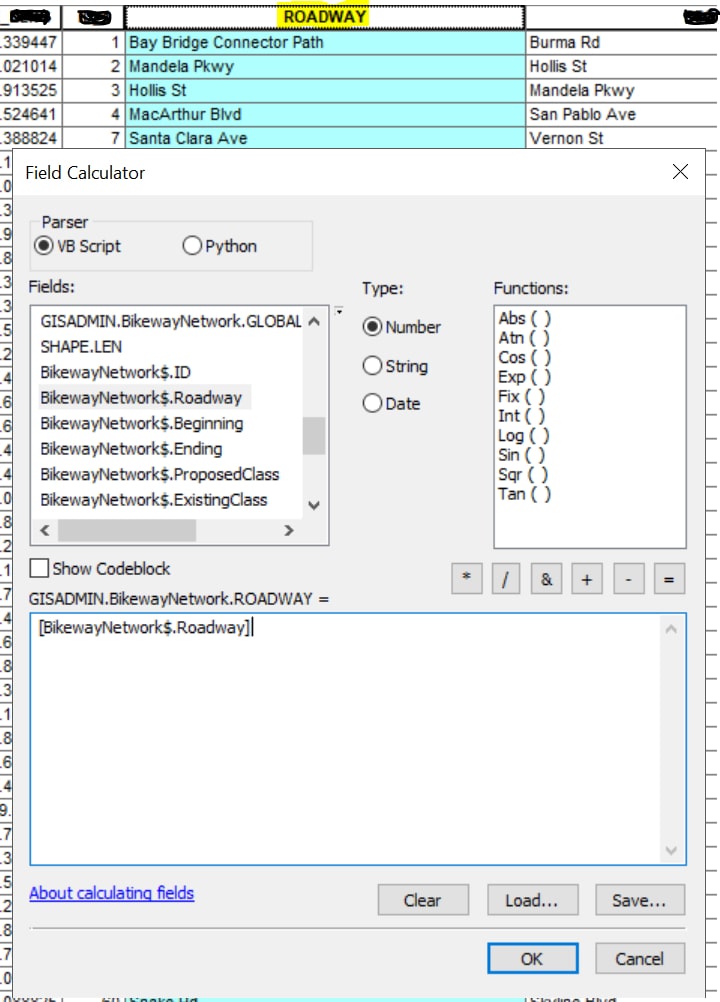 ROADWAY
.339447 1 Bay Bridge Connector Path Burma Rd
.021014 2 Mandela Pkwy Hollis St
.913525 3 Hollis St Mandela Pkwy
.524641 4 MacArthur Blvd San Pablo Ave
.388824 7 Santa Clara Ave Vernon St
Field Calculator
Parser
VB Script Python
Fields: Type: Functions:
GISADMIN.BikewayNetwork.GLOBAL
SHAPE.LEN
BikewayNetwork$.ID
BikewayNetwork$.Roadway
BikewayNetwork$.Beginning
BikewayNetwork$.Ending
BikewayNetwork$.ProposedClass
BikewayNetwork$.ExistingClass
Number
String
Date
Abs ( )
Atn ( )
Cos ( )
Exp ( )
Fix ( )
Int ( )
Log ( )
Sin ( )
Sqr ( )
Tan ( )
Show Codeblock
* / & + - =
GISADMIN.BikewayNetwork.ROADWAY =
[BikewayNetwork$.Roadway]
About calculating fields
Clear Load... Save...
OK Cancel